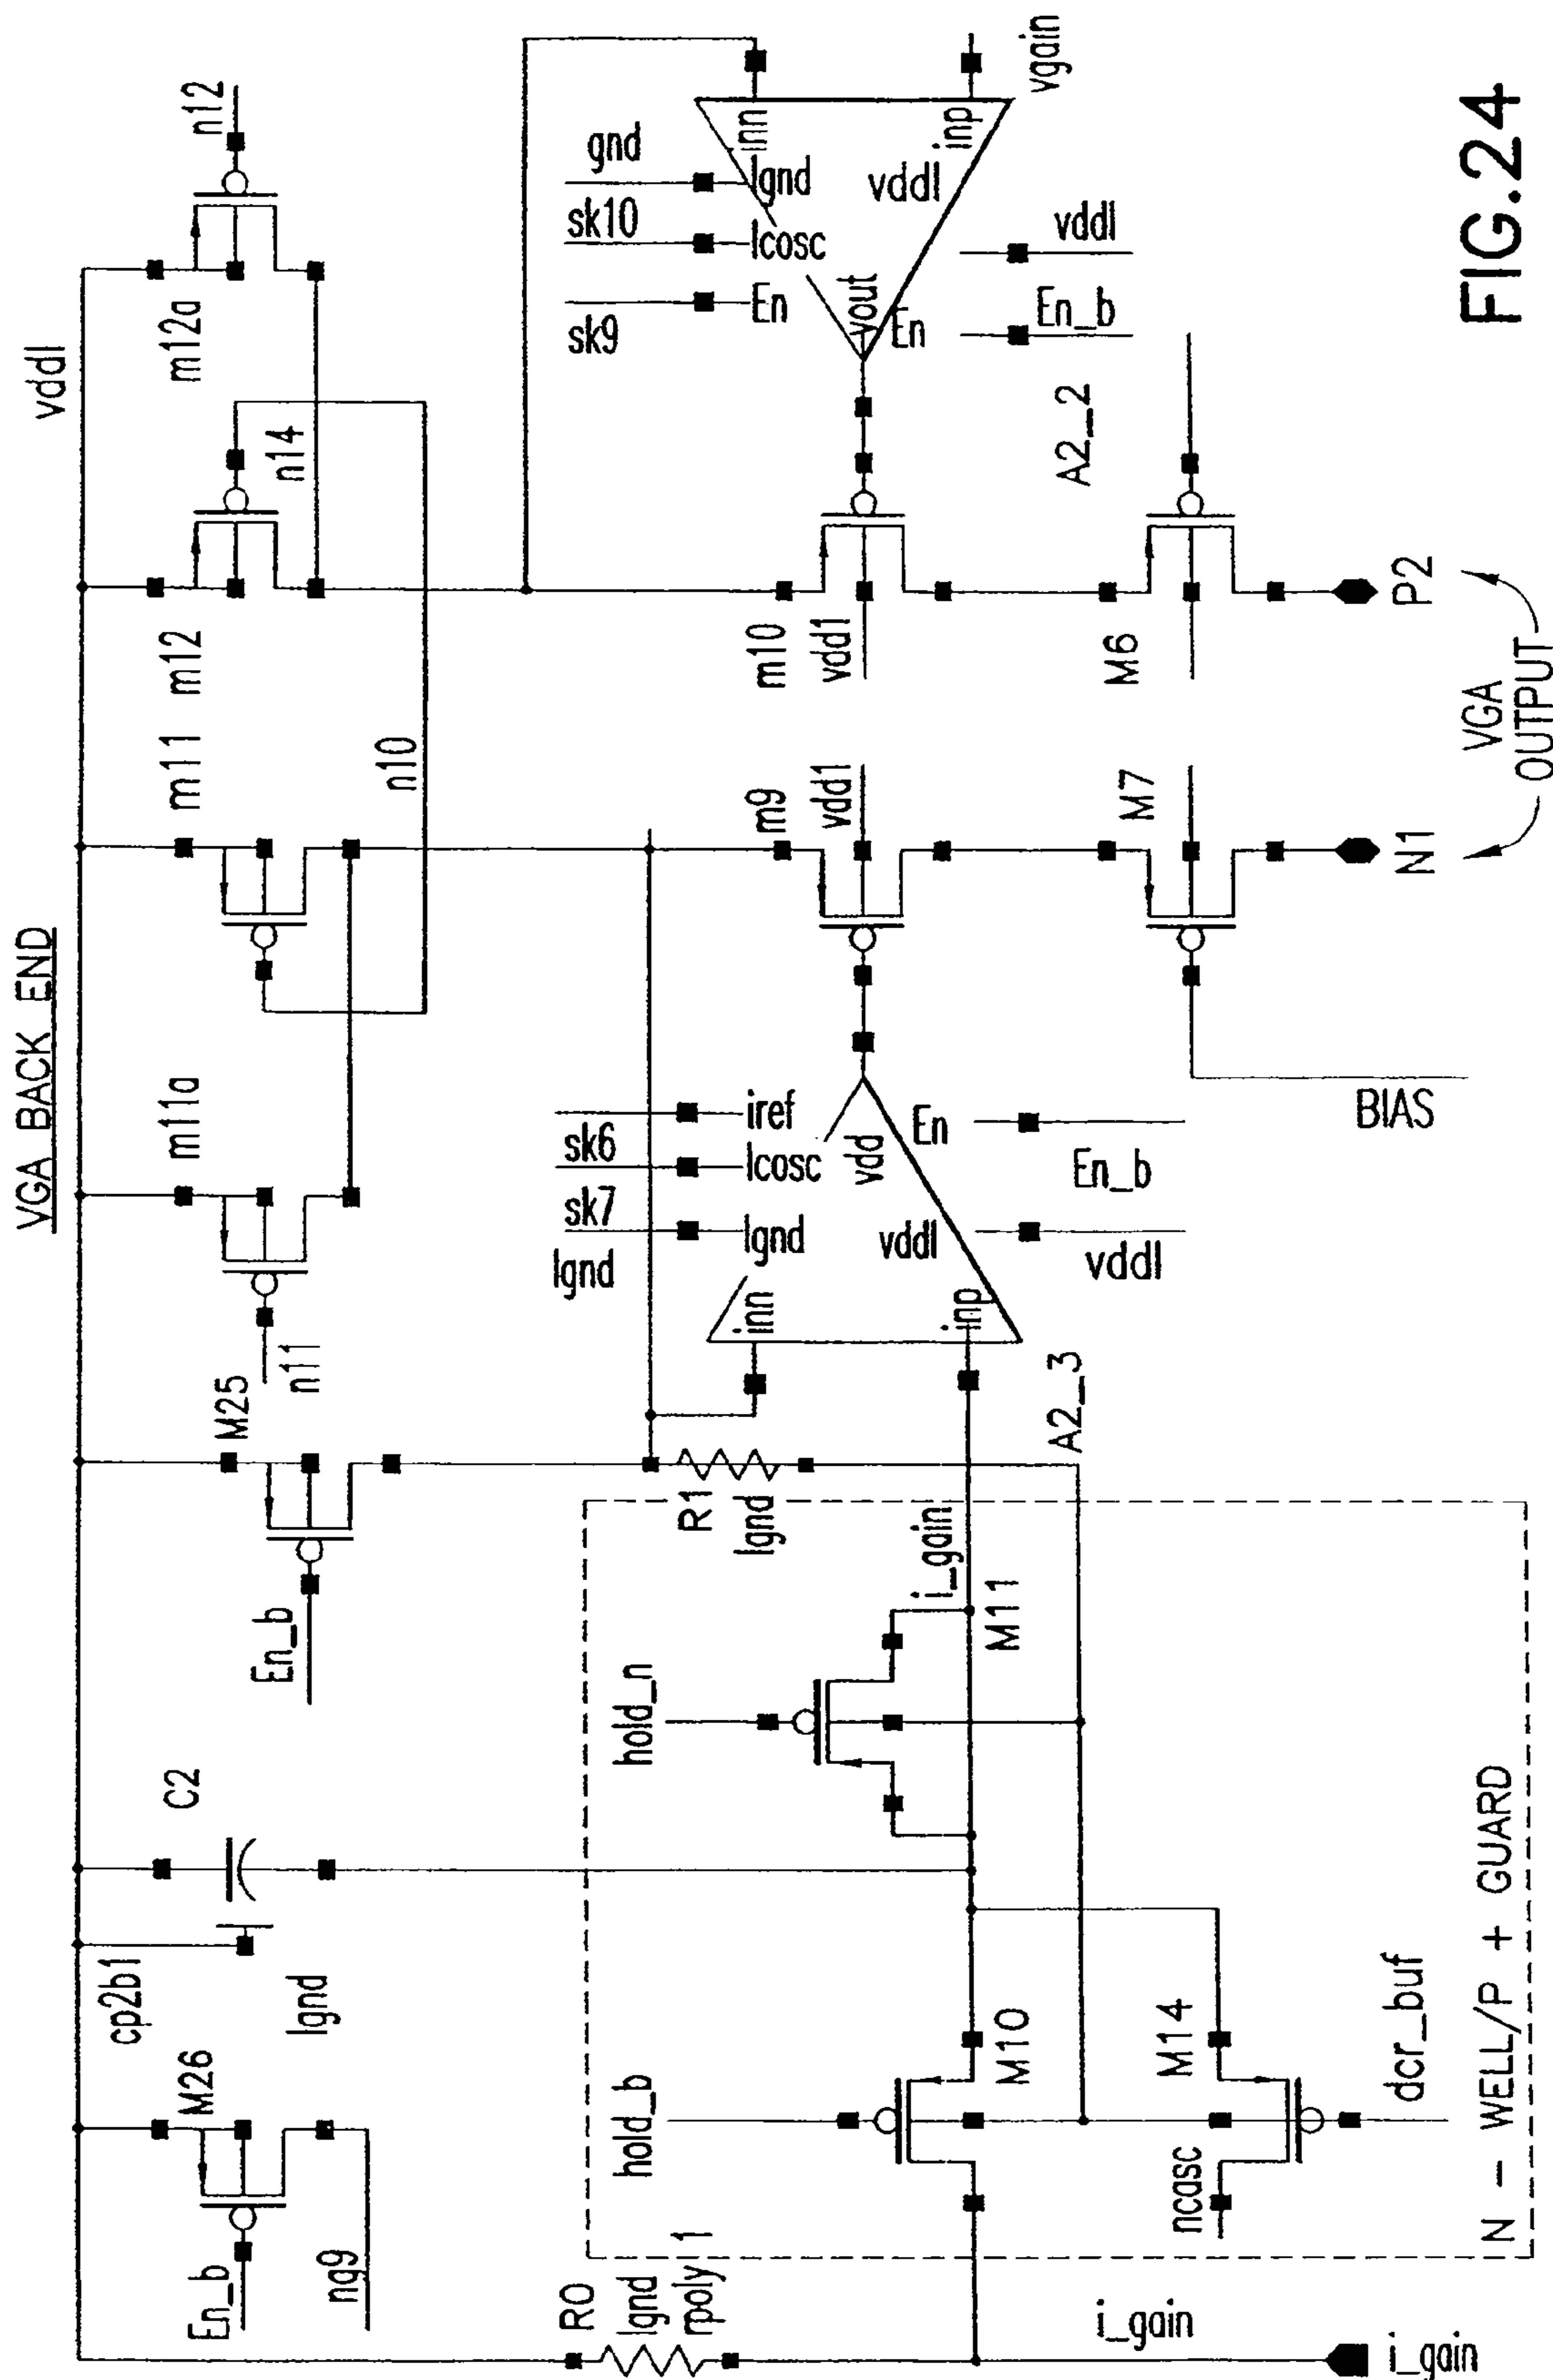 VGA BACK END
vddl
m12a
n12
m12
n14
m11
n10
m11a
n11
M25
En_b
C2
cp2b1
lgnd
M26
En_b
ng9
gnd
sk10
sk9
lgnd
lcosc
En
inn
inp
vddl
vout
En
vgain
vddl
En_b
A2_2
m10
vdd1
M6
P2
m9
vdd1
M7
N1
VGA
OUTPUT
BIAS
iref
sk6
lcosc
sk7
lgnd
lgnd
inn
inp
vdd
En
vddl
En_b
vddl
A2_3
R1
lgnd
i_gain
M11
hold_n
hold_b
M10
M14
ncasc
dcr_buf
N - WELL/P + GUARD
R0
lgnd
npoly 1
i_gain
i_gain
FIG.24